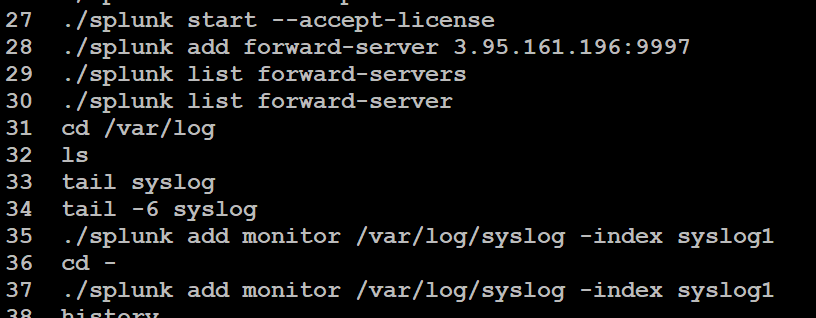 27 ./splunk start --accept-license
28 ./splunk add forward-server 3.95.161.196:9997
29 ./splunk list forward-servers
30 ./splunk list forward-server
31 cd /var/log
32 ls
33 tail syslog
34 tail -6 syslog
35 ./splunk add monitor /var/log/syslog -index syslog1
36 cd -
37 ./splunk add monitor /var/log/syslog -index syslog1
38 history